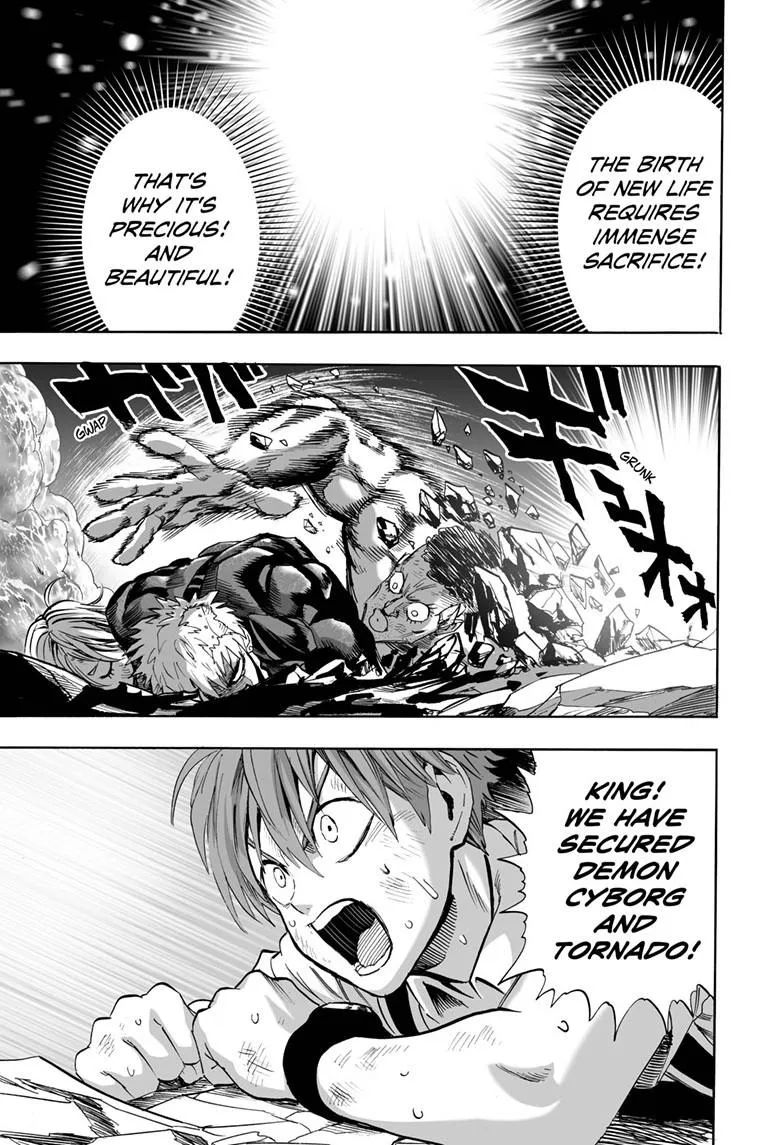 THE BIRTH
OF NEW LIFE
REQUIRES
IMMENSE
SACRIFICE!
THAT'S
WHY IT'S
PRECIOUS!
AND
BEAUTIFUL!
GRUNK
GWAP
KING!
WE HAVE
SECURED
DEMON
CYBORG
AND
TORNADO!